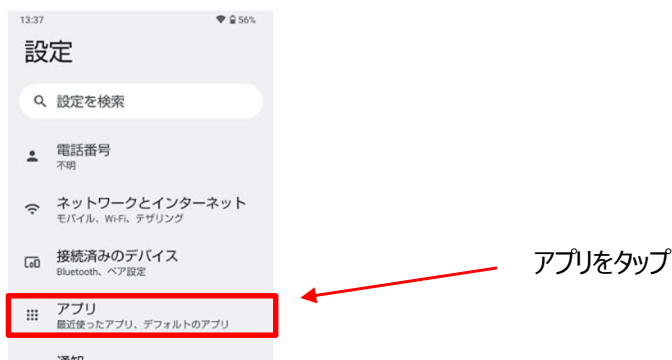 13:37
56%
設定
設定を検索
電話番号
不明
ネットワークとインターネット
モバイル、Wi-Fi、テザリング
接続済みのデバイス
Bluetooth、ペア設定
アプリをタップ
アプリ
最近使ったアプリ、デフォルトのアプリ
通知